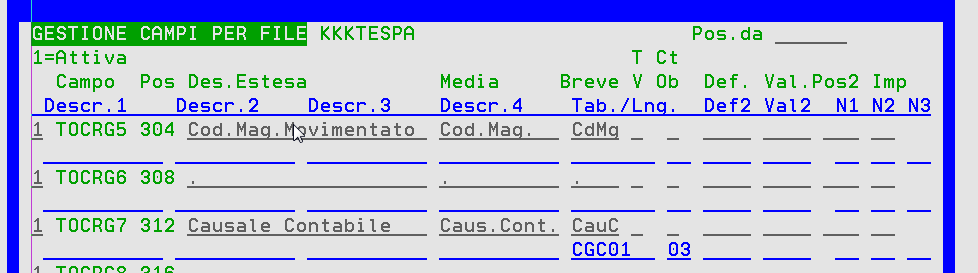 GESTIONE CAMPI PER FILE KKKTESPA Pos.da
1=Attiva T Ct
Campo Pos Des.Estesa Media Breve V Ob Def. Val.Pos2 Imp
Descr.1 Descr.2 Descr.3 Descr.4 Tab./Lng. Def2 Val2 N1 N2 N3
1 TOCRG5 304 Cod.Mag.Movimentato Cod.Mag. CdMg
1 TOCRG6 308 . . .
1 TOCRG7 312 Causale Contabile Caus.Cont. CauC
CGC01 03
TOCRG8 316